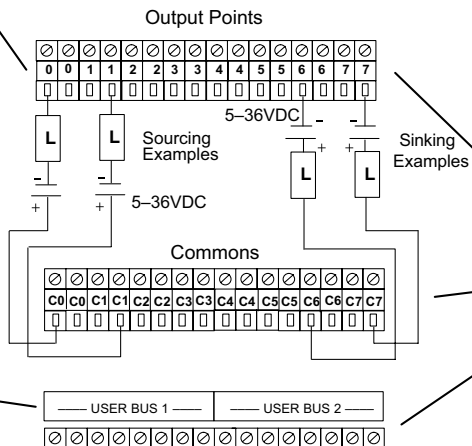 Output Points
0 0 1 1 2 2 3 3 4 4 5 5 6 6 7 7
5–36VDC
L L Sourcing Examples - + - +
- + - + L L Sinking Examples
5–36VDC
Commons
C0 C0 C1 C1 C2 C2 C3 C3 C4 C4 C5 C5 C6 C6 C7 C7
USER BUS 1 USER BUS 2